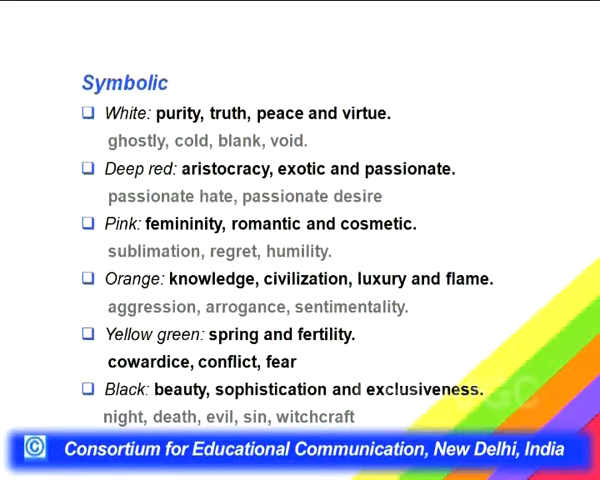 Symbolic
White: purity, truth, peace and virtue.
ghostly, cold, blank, void.
Deep red: aristocracy, exotic and passionate.
passionate hate, passionate desire
Pink: femininity, romantic and cosmetic.
sublimation, regret, humility.
Orange: knowledge, civilization, luxury and flame.
aggression, arrogance, sentimentality.
Yellow green: spring and fertility.
cowardice, conflict, fear
Black: beauty, sophistication and exclusiveness.
night, death, evil, sin, witchcraft
© Consortium for Educational Communication, New Delhi, India